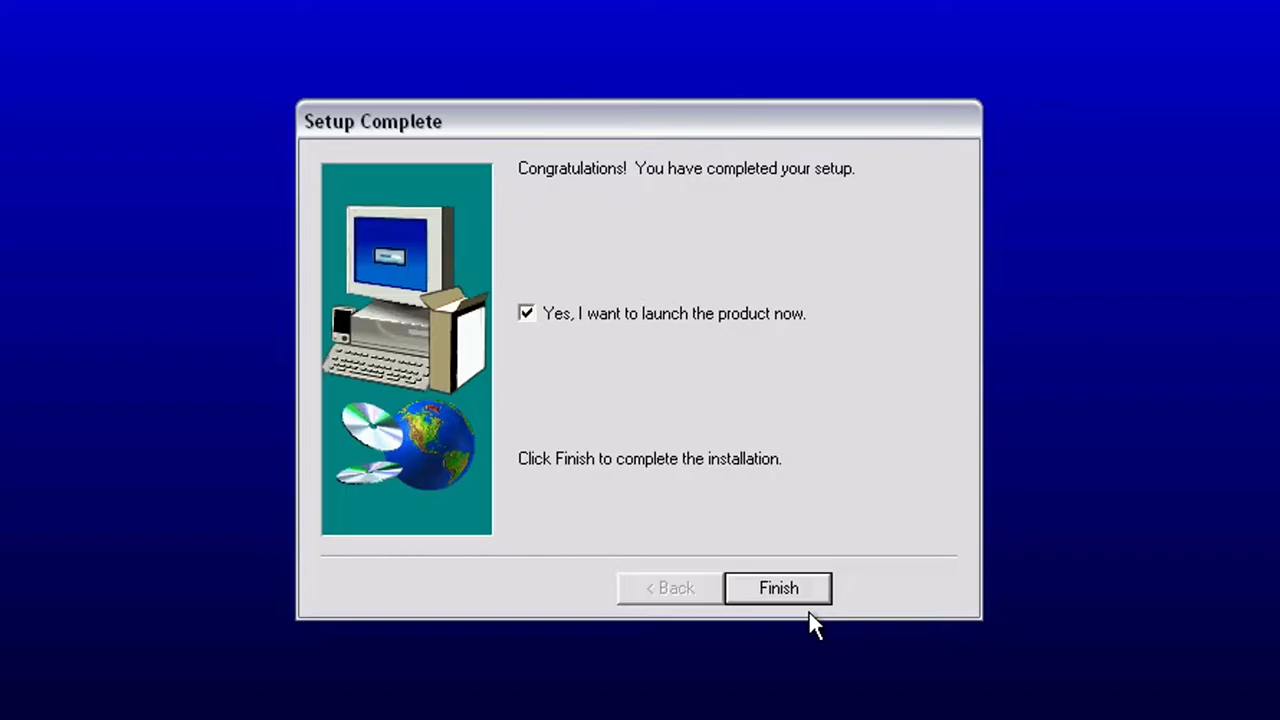 Setup Complete
Congratulations!  You have completed your setup.
Yes, I want to launch the product now.
Click Finish to complete the installation.
< Back
Finish